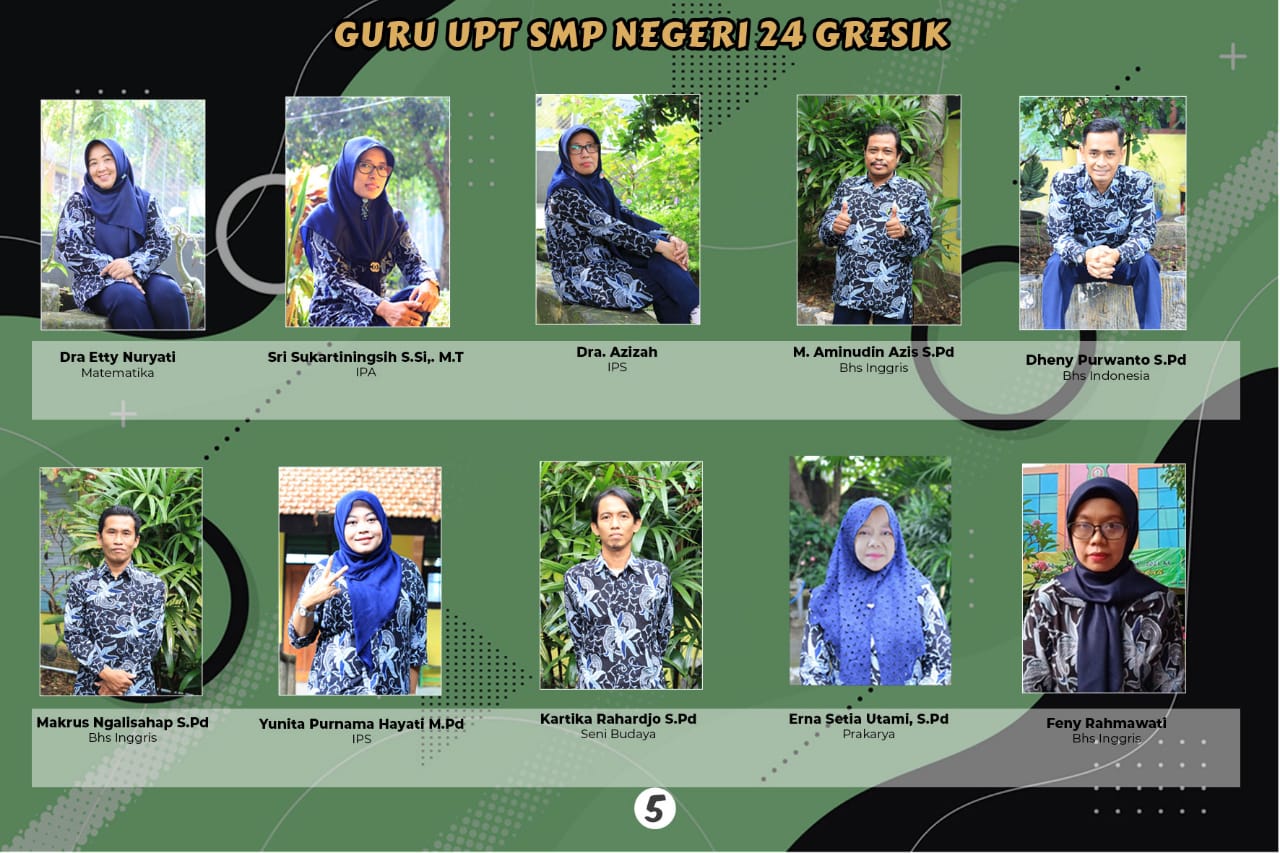 GURU UPT SMP NEGERI 24 GRESIK
Dra Etty Nuryati
Matematika
Sri Sukartiningsih S.Si,. M.T
IPA
Dra. Azizah
IPS
M. Aminudin Azis S.Pd
Bhs Inggris
Dheny Purwanto S.Pd
Bhs Indonesia
Makrus Ngalisahap S.Pd
Bhs Inggris
Yunita Purnama Hayati M.Pd
IPS
Kartika Rahardjo S.Pd
Seni Budaya
Erna Setia Utami, S.Pd
Prakarya
Feny Rahmawati
Bhs Inggris
5